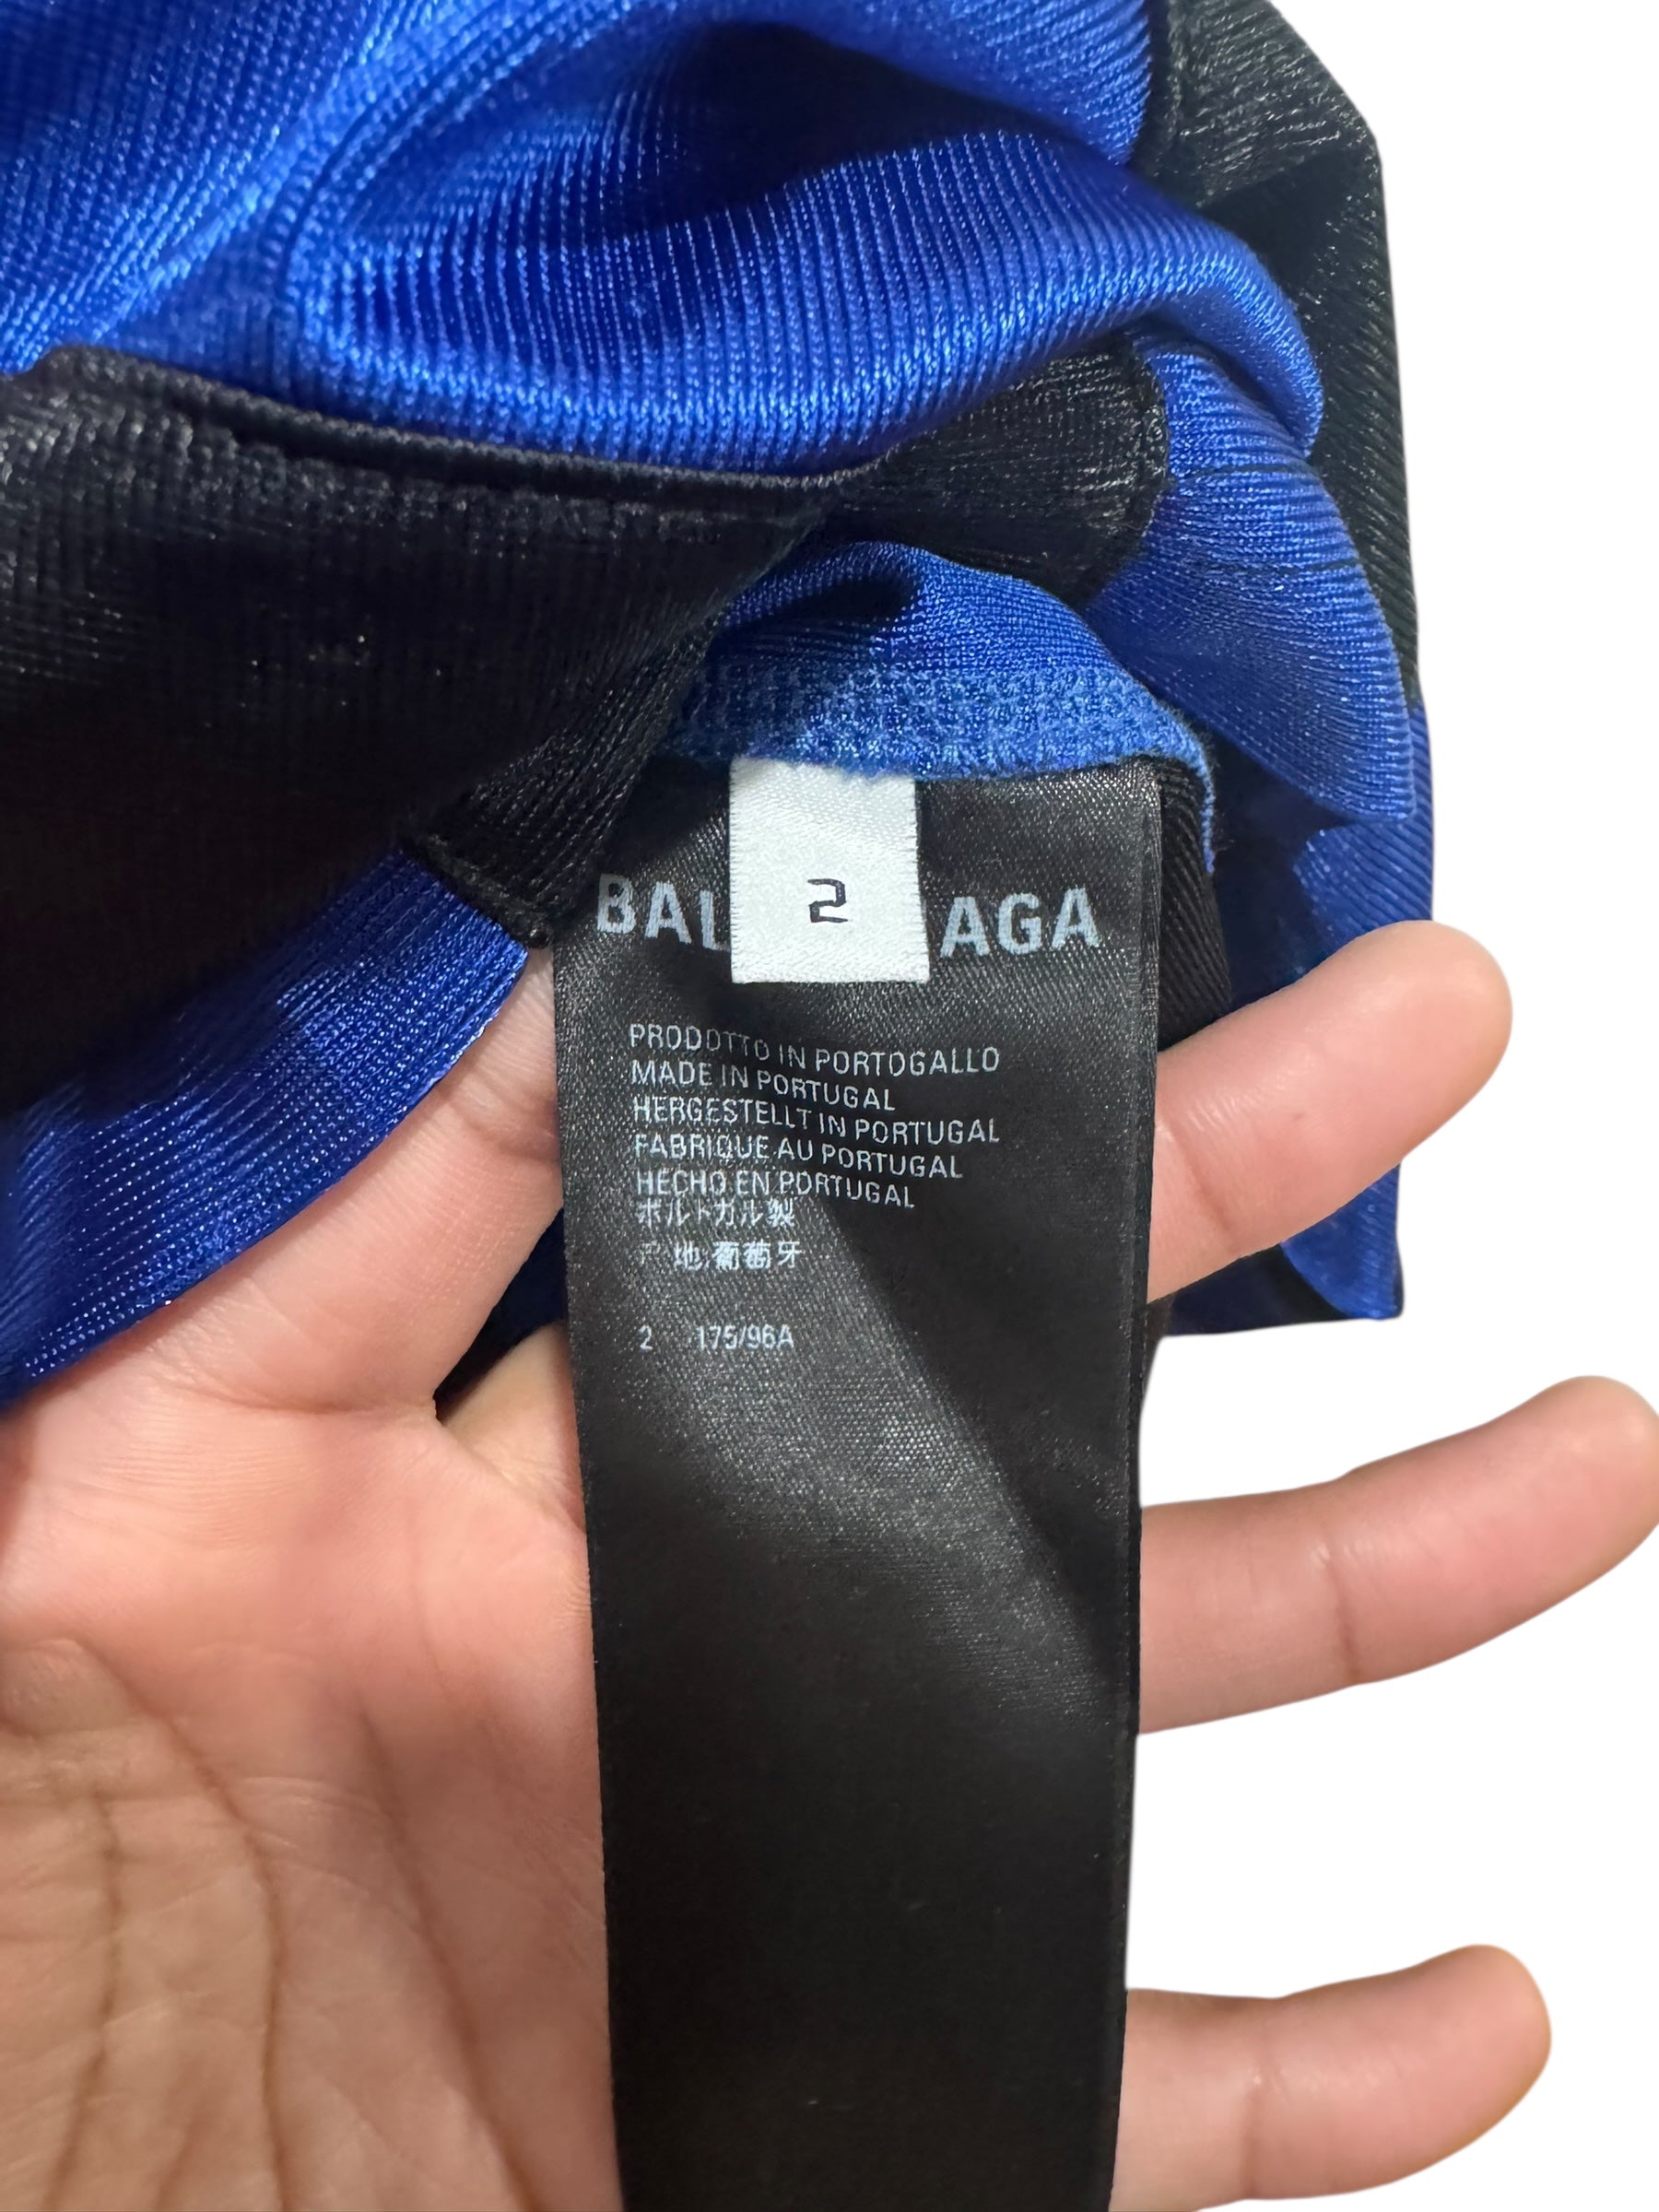 BAL AGA
2
PRODOTTO IN PORTOGALLO
MADE IN PORTUGAL
HERGESTELLT IN PORTUGAL
FABRIQUE AU PORTUGAL
HECHO EN PORTUGAL
ポルトガル製
产 地:葡萄牙
2 175/96A